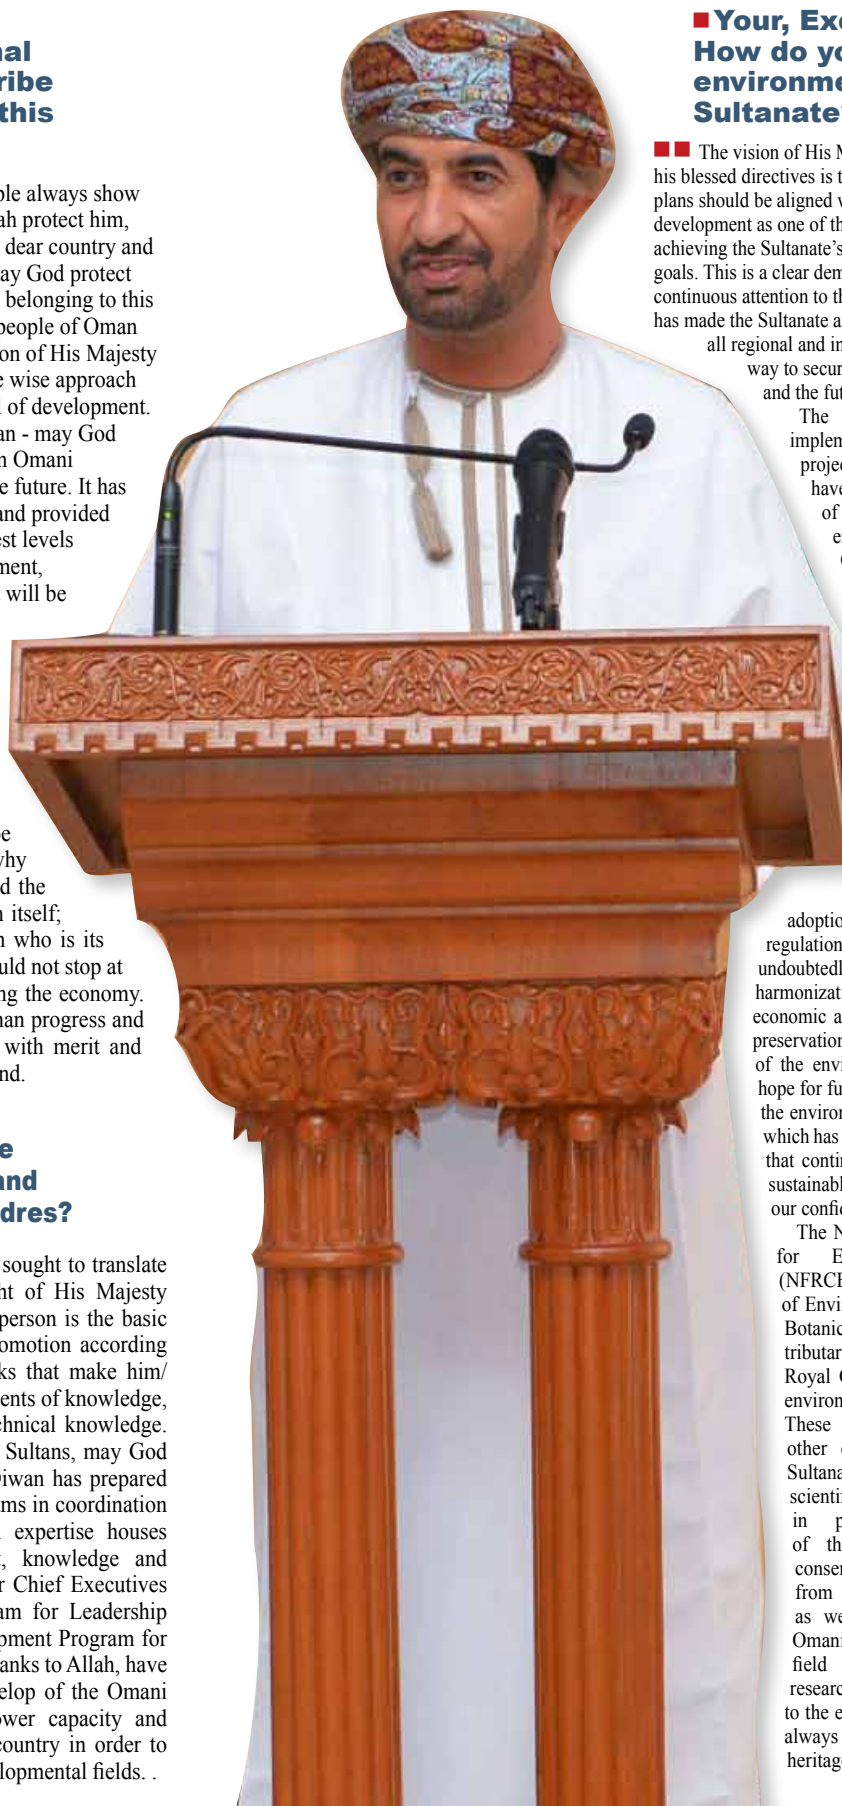 nal
ribe
this
ple always show
ah protect him,
dear country and
ay God protect
belonging to this
people of Oman
on of His Majesty
e wise approach
l of development.
an - may God
n Omani
e future. It has
and provided
est levels
ment,
will be
be
why
d the
n itself;
n who is its
uld not stop at
ng the economy.
man progress and
with merit and
nd.
e
and
dres?
sought to translate
ht of His Majesty
person is the basic
omotion according
ks that make him/
ents of knowledge,
chnical knowledge.
Sultans, may God
Diwan has prepared
ams in coordination
expertise houses
t, knowledge and
r Chief Executives
am for Leadership
opment Program for
anks to Allah, have
elop of the Omani
ower capacity and
country in order to
lopmental fields. .
Your, Exc
How do yo
environme
Sultanate?
The vision of His M
his blessed directives is t
plans should be aligned w
development as one of th
achieving the Sultanate's
goals. This is a clear dem
continuous attention to th
has made the Sultanate a
all regional and in
way to secur
and the fut
The
implem
projec
have
of
e
adoptio
regulation
undoubtedl
harmonizati
economic a
preservation
of the envi
hope for fu
the environ
which has
that contin
sustainabl
our confid
The N
for E
(NFRCE
of Envir
Botanic
tributar
Royal C
environ
These
other
Sultana
scientif
in p
of th
conser
from
as we
Omani
field
researc
to the e
always
heritag